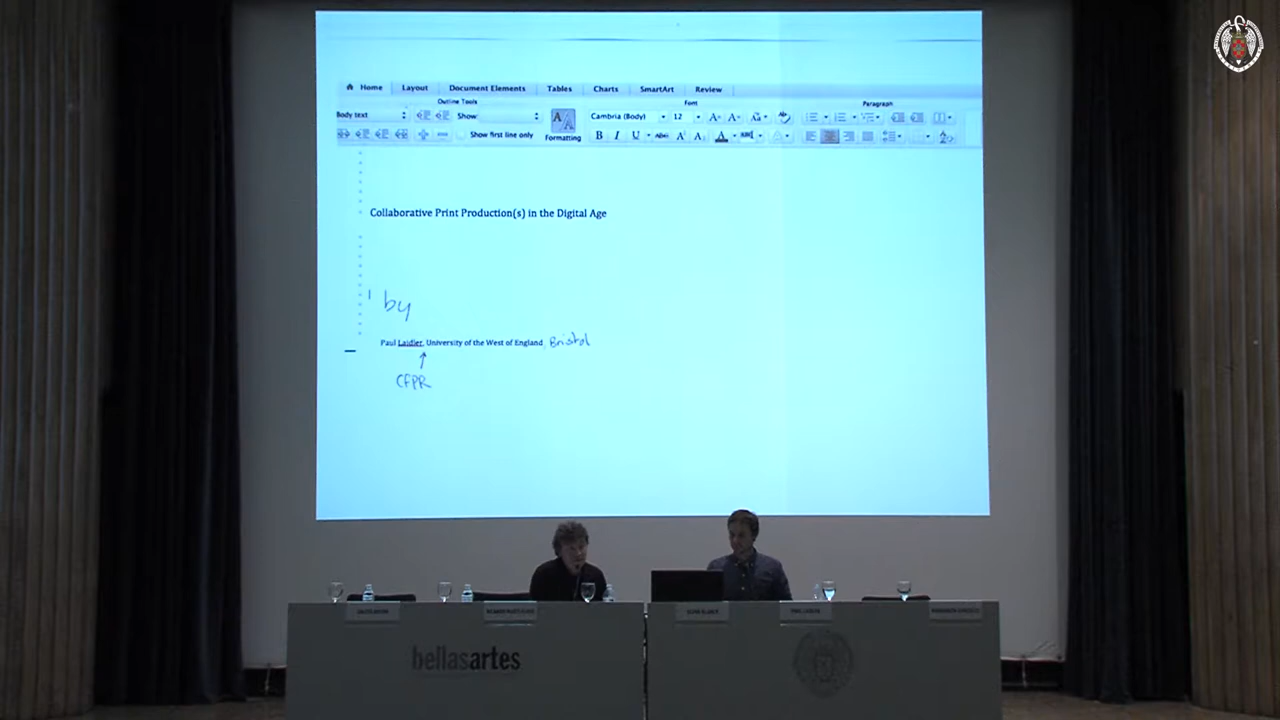 Home Layout Document Elements Tables Charts SmartArt Review
Outline Tools Font Paragraph
Body text Show: Cambria (Body) 12
Show first line only Formatting B I U
Collaborative Print Production(s) in the Digital Age
by
Paul Laidler, University of the West of England Bristol
CFPR
bellasartes